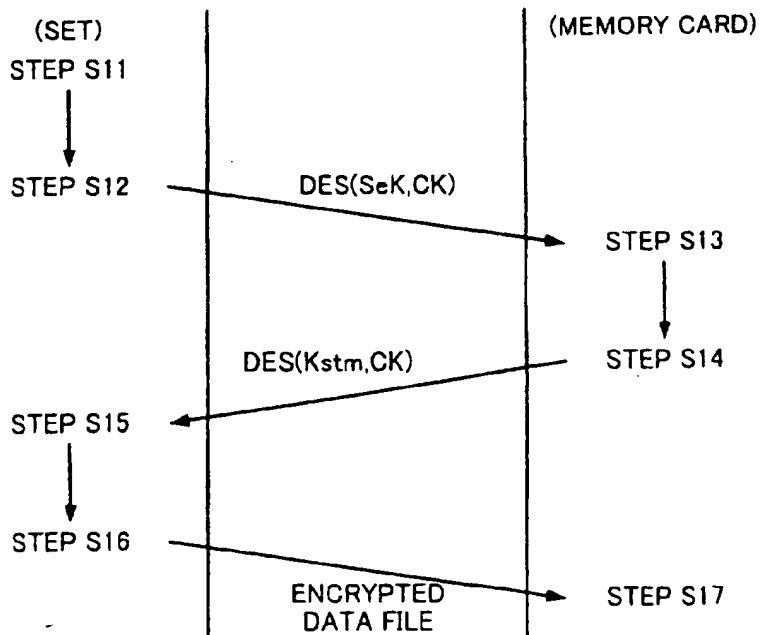 (SET)
(MEMORY CARD)
STEP S11
STEP S12
DES(SeK,CK)
STEP S13
DES(Kstm,CK)
STEP S14
STEP S15
STEP S16
ENCRYPTED
DATA FILE
STEP S17